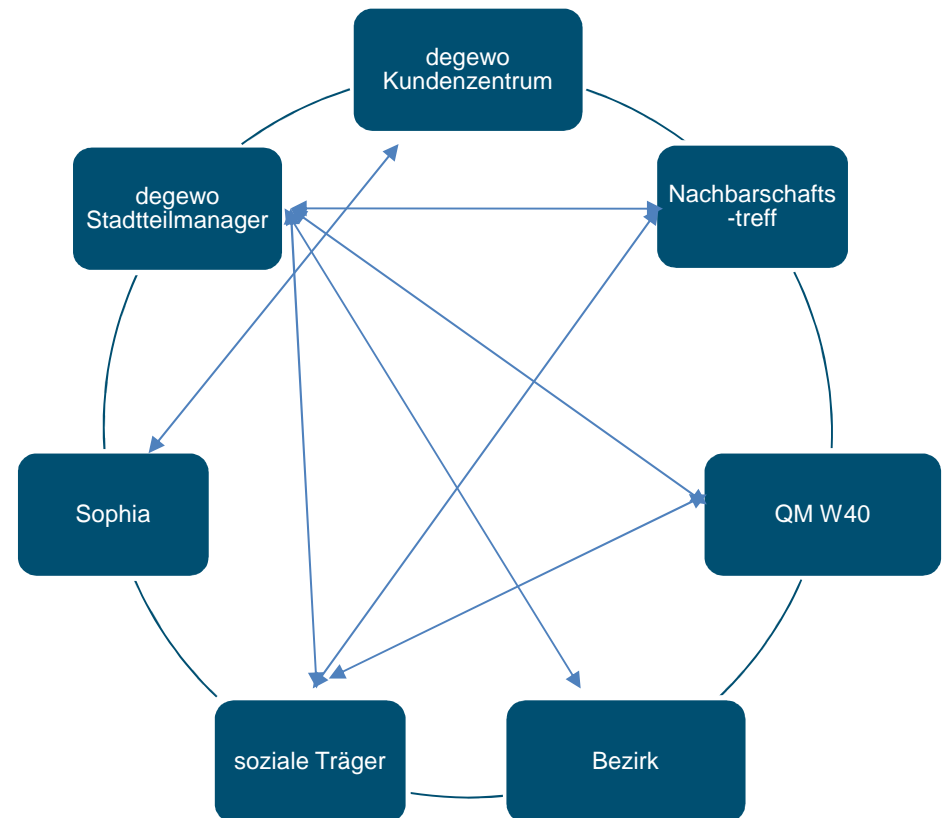 degewo
Kundenzentrum
degewo
Stadtteilmanager
Nachbarschafts
-treff
Sophia
QM W40
soziale Träger
Bezirk